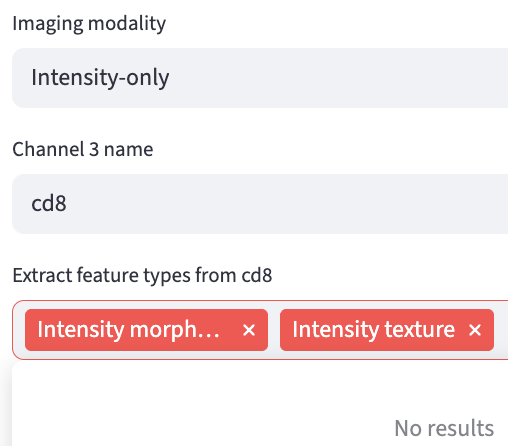 Imaging modality
Intensity-only
Channel 3 name
cd8
Extract feature types from cd8
Intensity morph... × Intensity texture ×
No results